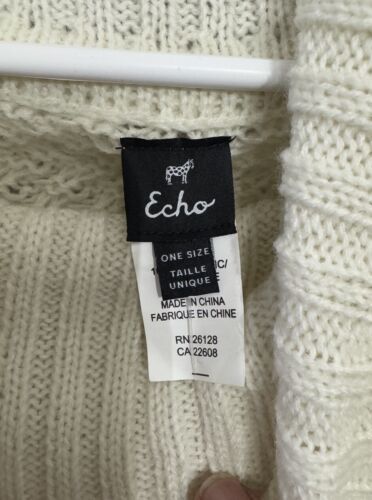 Echo
ONE SIZE
TAILLE
UNIQUE
MADE IN CHINA
FABRIQUE EN CHINE
RN 26128
CA 22608